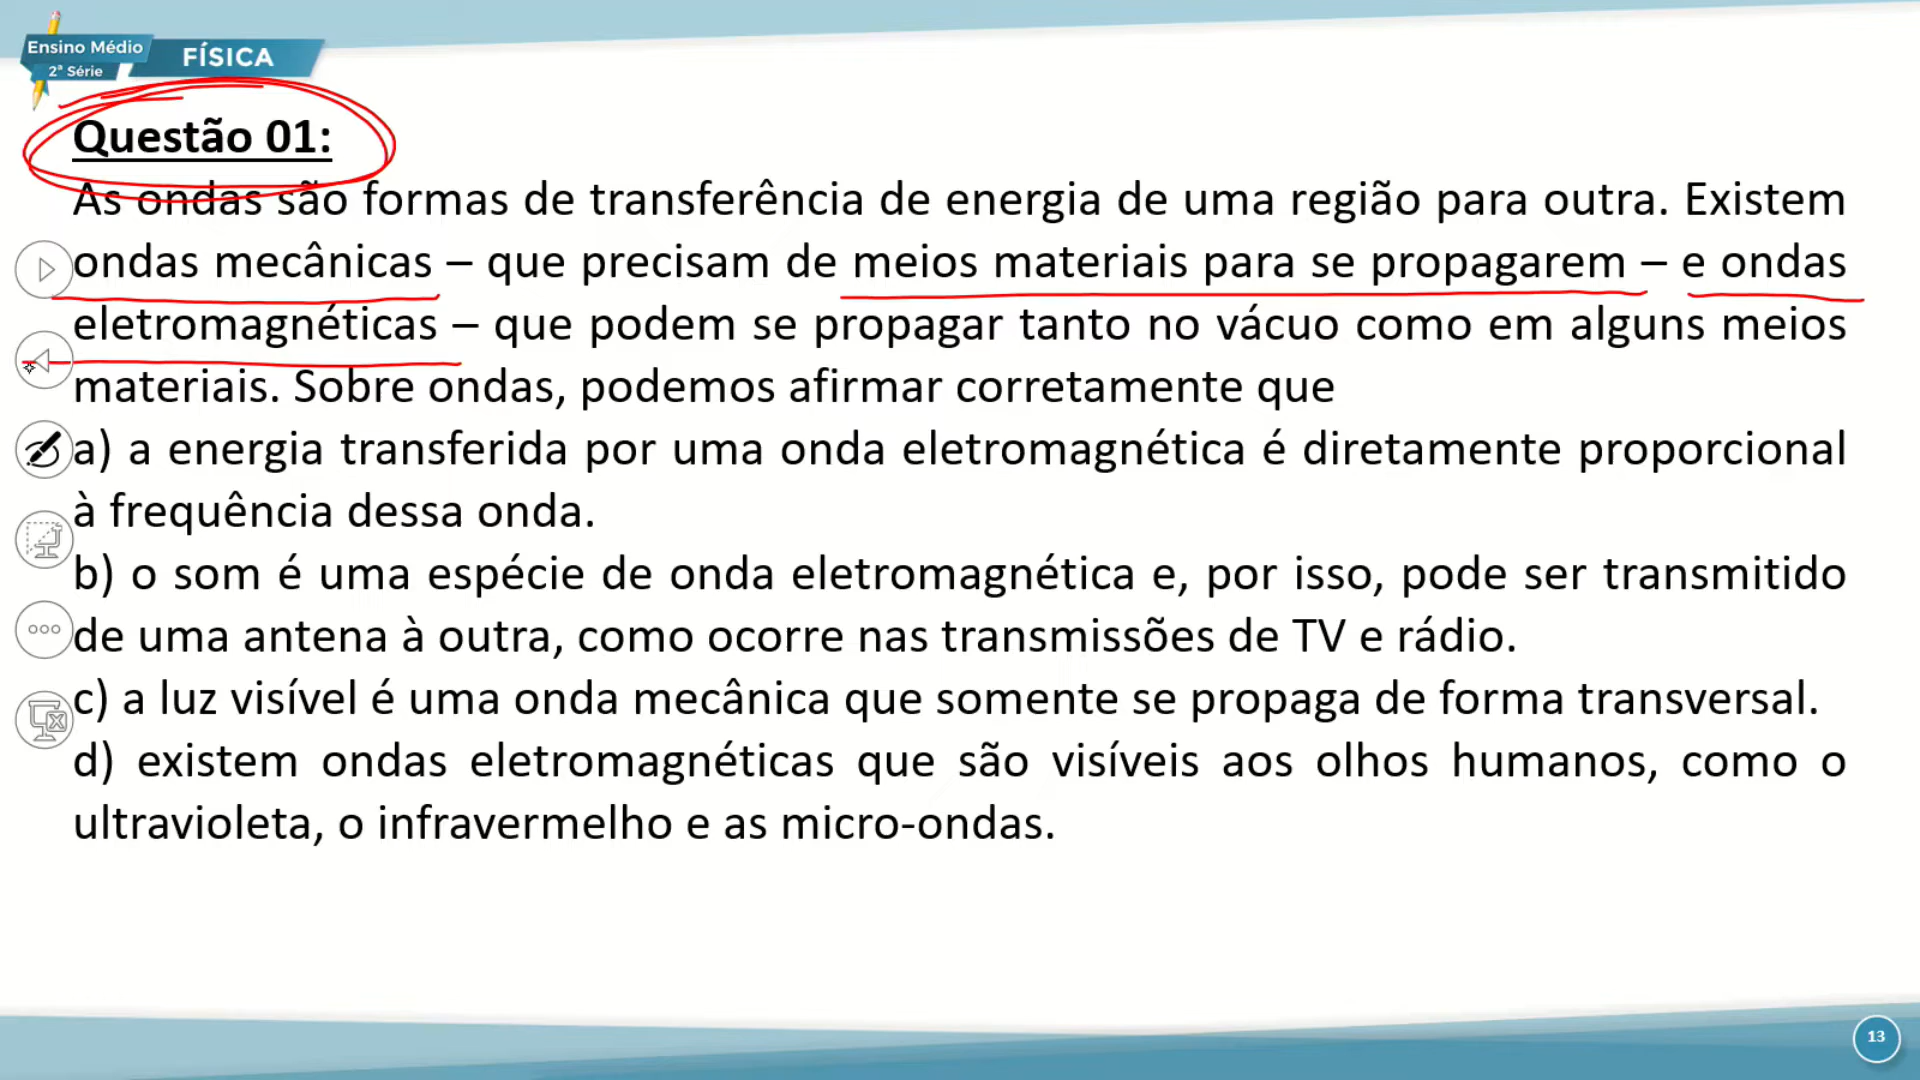 Ensino Médio
2ª Série
FÍSICA
Questão 01:
As ondas são formas de transferência de energia de uma região para outra. Existem
ondas mecânicas – que precisam de meios materiais para se propagarem – e ondas
eletromagnéticas – que podem se propagar tanto no vácuo como em alguns meios
materiais. Sobre ondas, podemos afirmar corretamente que
a) a energia transferida por uma onda eletromagnética é diretamente proporcional
à frequência dessa onda.
b) o som é uma espécie de onda eletromagnética e, por isso, pode ser transmitido
de uma antena à outra, como ocorre nas transmissões de TV e rádio.
c) a luz visível é uma onda mecânica que somente se propaga de forma transversal.
d) existem ondas eletromagnéticas que são visíveis aos olhos humanos, como o
ultravioleta, o infravermelho e as micro-ondas.
13